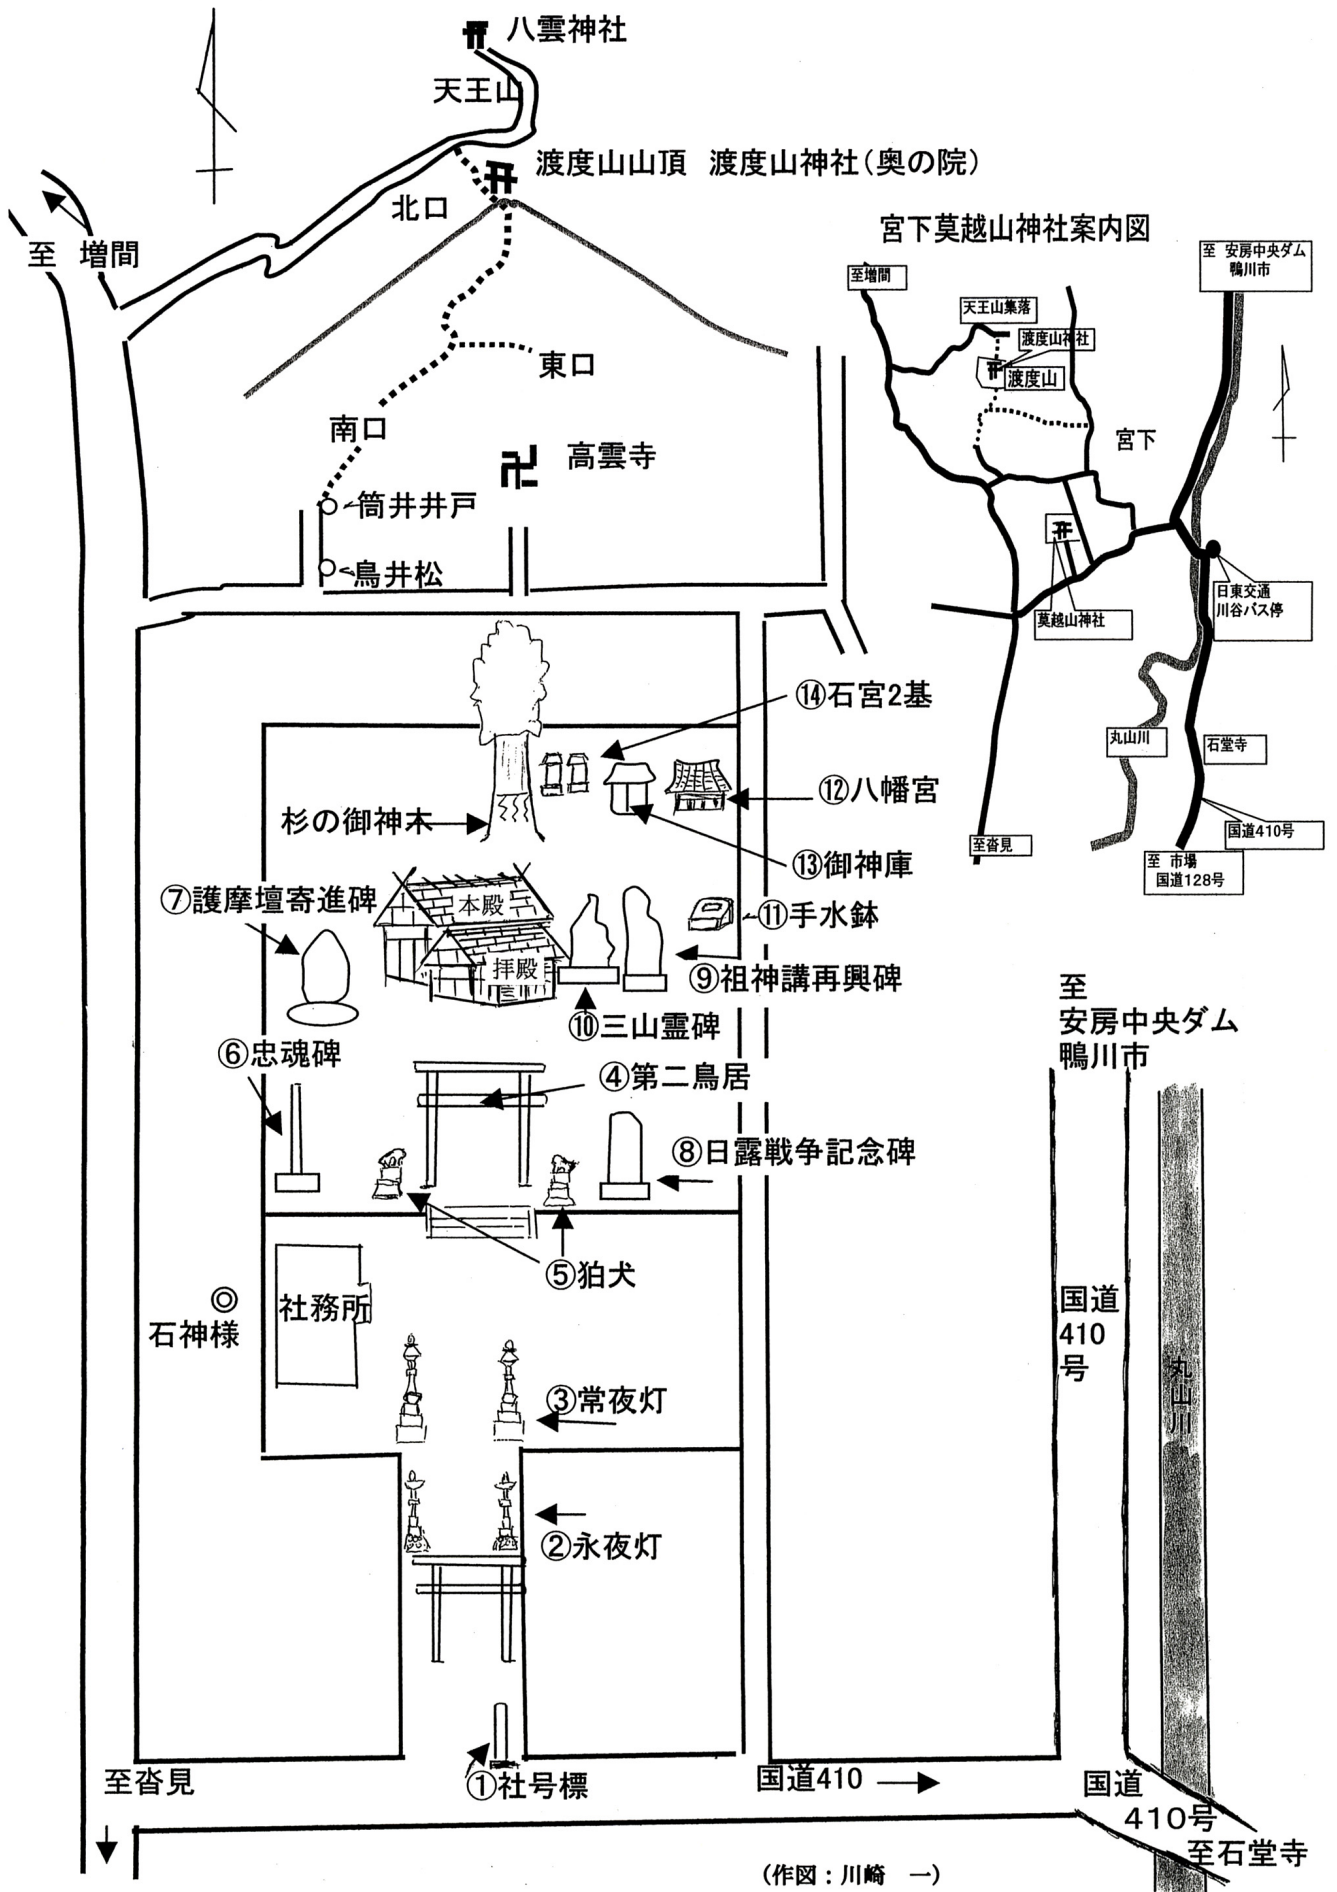 八雲神社
天王山
渡度山山頂 渡度山神社(奥の院)
北口
至 増間
東口
南口
高雲寺
筒井井戸
鳥井松
宮下莫越山神社案内図
至 安房中央ダム
鴨川市
至増間
天王山集落
渡度山神社
渡度山
宮下
莫越山神社
日東交通
川谷バス停
丸山川
石堂寺
国道410号
至沓見
至 市場
国道128号
⑭石宮2基
⑫八幡宮
杉の御神木
⑬御神庫
⑦護摩壇寄進碑
本殿
拝殿
⑪手水鉢
⑨祖神講再興碑
⑩三山霊碑
⑥忠魂碑
④第二鳥居
⑧日露戦争記念碑
⑤狛犬
社務所
石神様
③常夜灯
②永夜灯
①社号標
至
安房中央ダム
鴨川市
国道
410
号
丸山川
至沓見
国道410
国道
410号
至石堂寺
(作図:川崎 一)